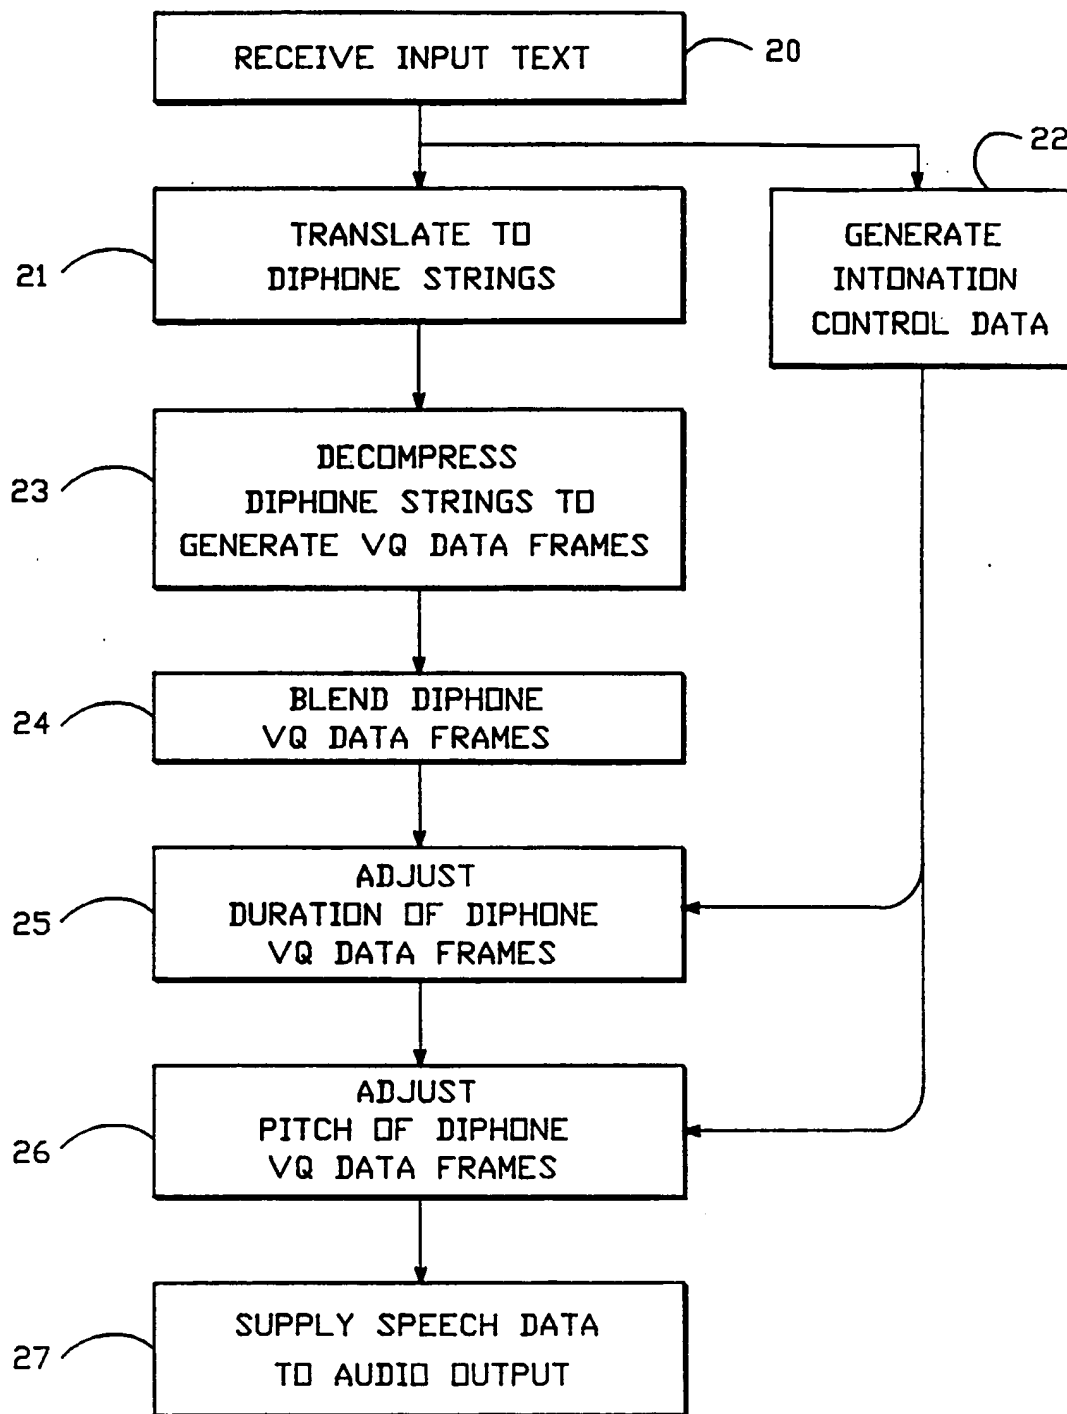 RECEIVE INPUT TEXT
20
22
TRANSLATE TO
DIPHONE STRINGS
21
GENERATE
INTONATION
CONTROL DATA
DECOMPRESS
DIPHONE STRINGS TO
GENERATE VQ DATA FRAMES
23
BLEND DIPHONE
VQ DATA FRAMES
24
ADJUST
DURATION OF DIPHONE
VQ DATA FRAMES
25
ADJUST
PITCH OF DIPHONE
VQ DATA FRAMES
26
SUPPLY SPEECH DATA
TO AUDIO OUTPUT
27